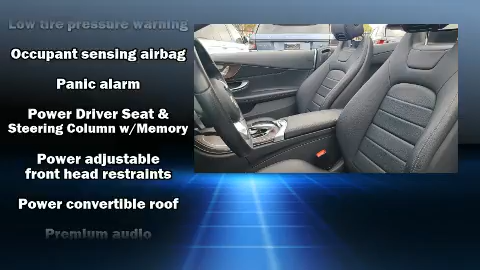 Low tire pressure warning
Occupant sensing airbag
Panic alarm
Power Driver Seat &
Steering Column w/Memory
Power adjustable
front head restraints
Power convertible roof
Premium audio